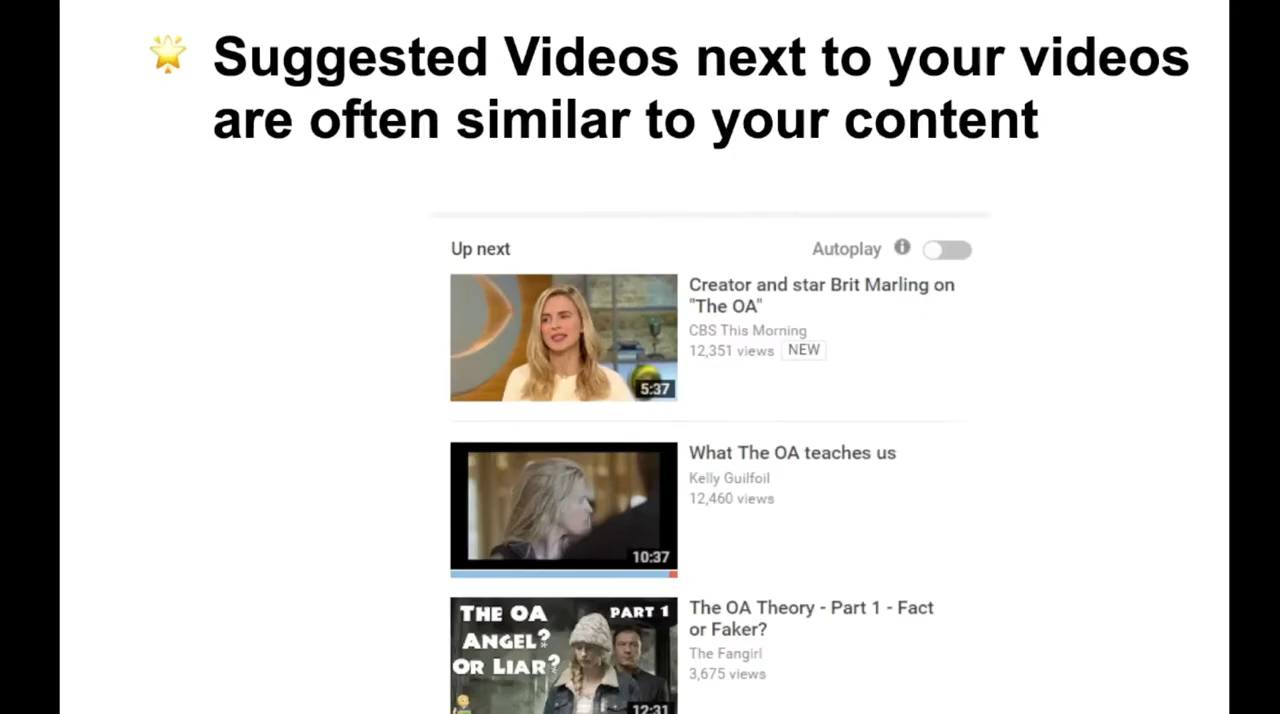 Suggested Videos next to your videos
are often similar to your content
Up next
Autoplay
Creator and star Brit Marling on
"The OA"
CBS This Morning
12,351 views NEW
5:37
What The OA teaches us
Kelly Guilfoil
12,460 views
10:37
THE OA PART 1
ANGEL?
OR LIAR?
12:31
The OA Theory - Part 1 - Fact
or Faker?
The Fangirl
3,675 views